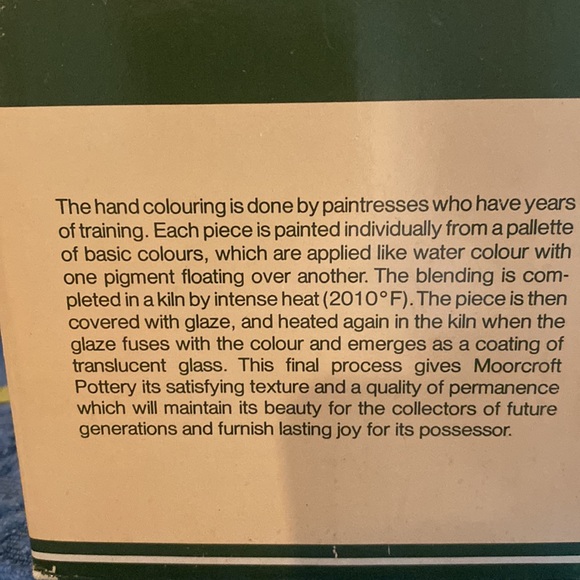 The hand colouring is done by paintresses who have years
of training. Each piece is painted individually from a pallette
of basic colours, which are applied like water colour with
one pigment floating over another. The blending is com-
pleted in a kiln by intense heat (2010°F). The piece is then
covered with glaze, and heated again in the kiln when the
glaze fuses with the colour and emerges as a coating of
translucent glass. This final process gives Moorcroft
Pottery its satisfying texture and a quality of permanence
which will maintain its beauty for the collectors of future
generations and furnish lasting joy for its possessor.